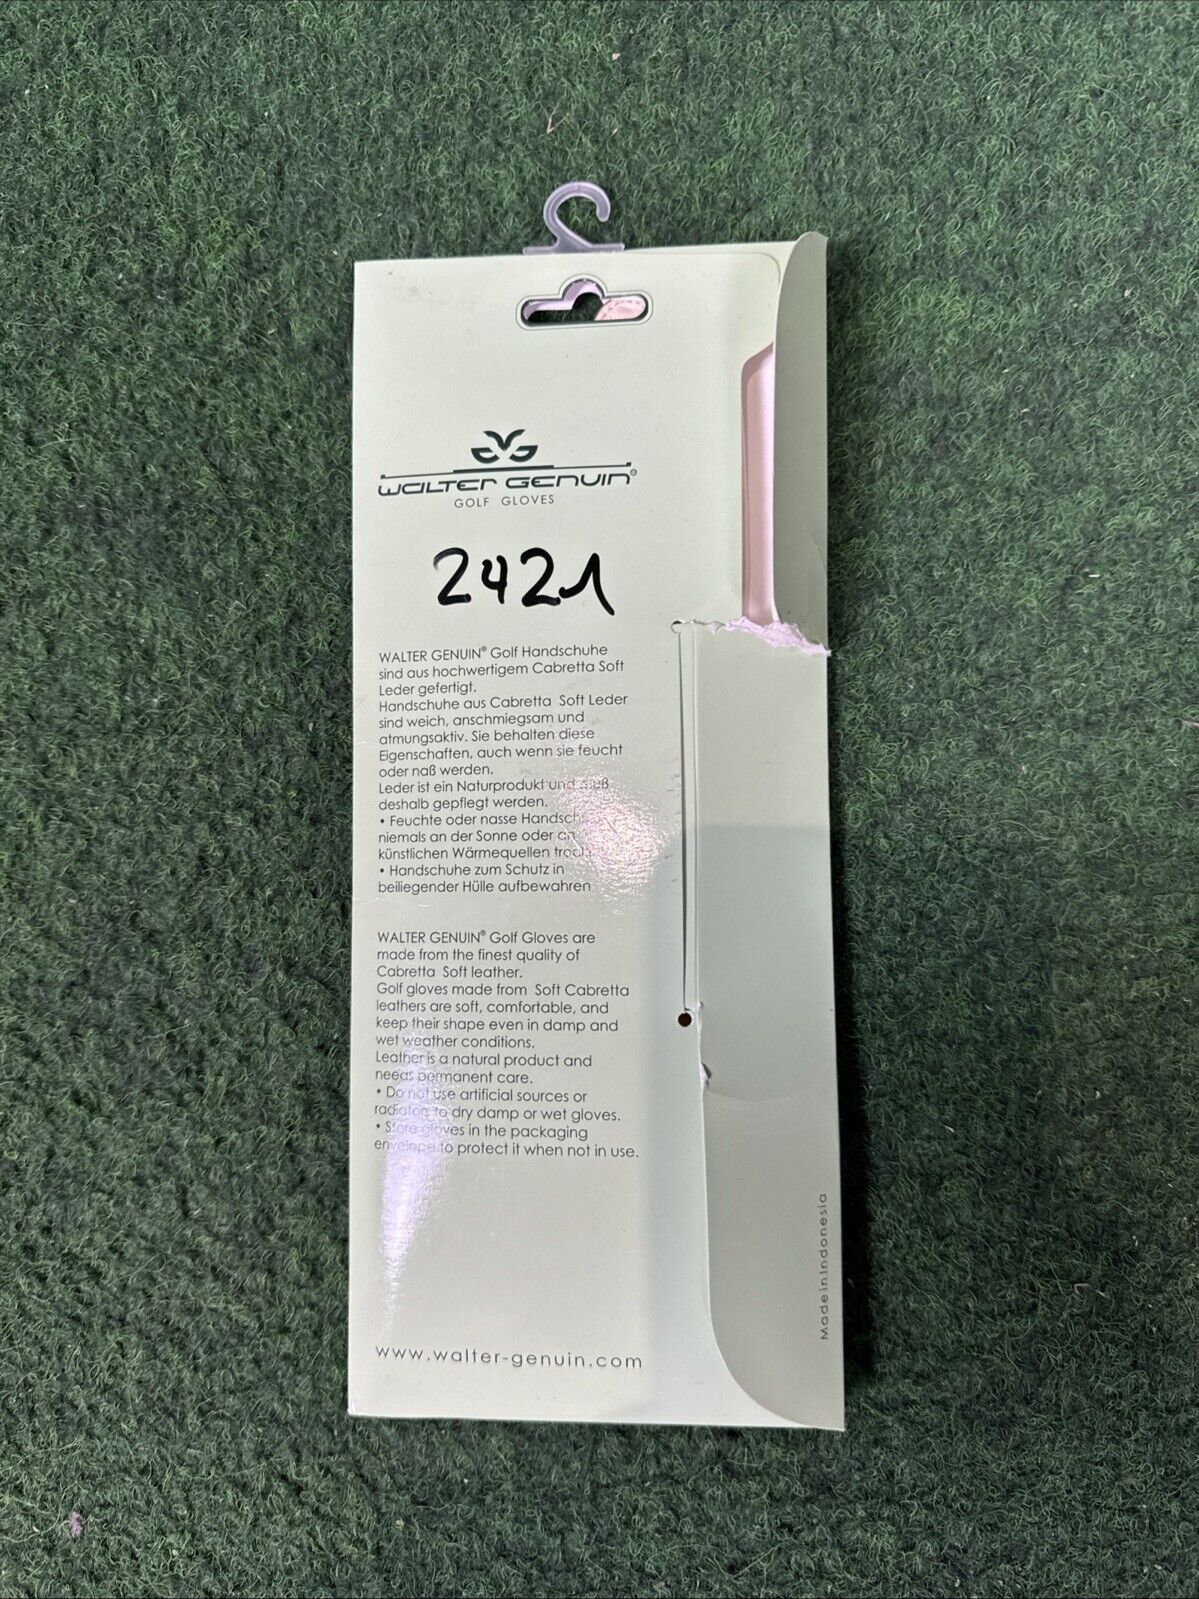 WALTER GENUIN®
GOLF GLOVES
2421
WALTER GENUIN® Golf Handschuhe
sind aus hochwertigem Cabretta Soft
Leder gefertigt.
Handschuhe aus Cabretta Soft Leder
sind weich, anschmiegsam und
atmungsaktiv. Sie behalten diese
Eigenschaften, auch wenn sie feucht
oder naß werden.
Leder ist ein Naturprodukt und muß
deshalb gepflegt werden.
• Feuchte oder nasse
niemals an der Sonne oder an
künstlichen Wärmequellen
• Handschuhe zum Schutz in
beiliegender Hülle aufbewahren
WALTER GENUIN® Golf Gloves are
made from the finest quality of
Cabretta Soft leather.
Golf gloves made from Soft Cabretta
leathers are soft, comfortable, and
keep their shape even in damp and
wet weather conditions.
Leather is a natural product and
needs permanent care.
• Do not use artificial sources or
radiators to dry damp or wet gloves.
• Store gloves in the packaging
envelope to protect it when not in use.
www.walter-genuin.com
Made in Indonesia